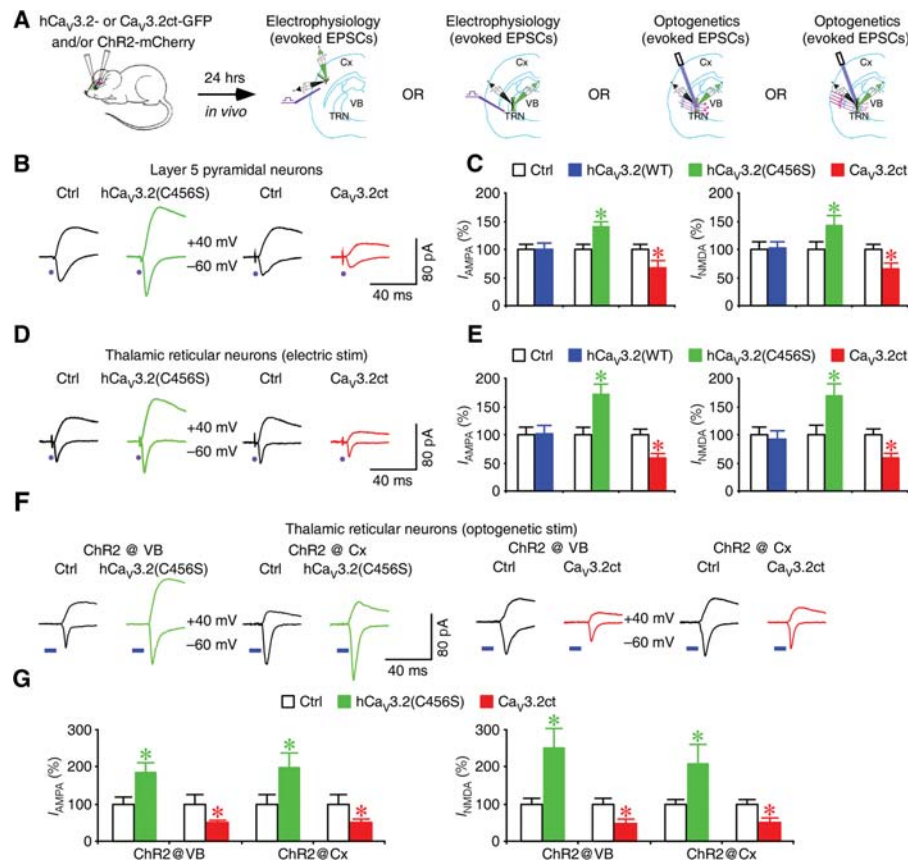 A
hCaV3.2- or CaV3.2ct-GFP
and/or ChR2-mCherry
24 hrs
in vivo
Electrophysiology
(evoked EPSCs)
Cx
VB
TRN
OR
Electrophysiology
(evoked EPSCs)
Cx
VB
TRN
OR
Optogenetics
(evoked EPSCs)
Cx
VB
TRN
OR
Optogenetics
(evoked EPSCs)
Cx
VB
TRN
B
Layer 5 pyramidal neurons
Ctrl hCaV3.2(C456S) Ctrl CaV3.2ct
+40 mV
–60 mV
80 pA
40 ms
C
Ctrl hCaV3.2(WT) hCaV3.2(C456S) CaV3.2ct
IAMPA (%)
200
150
100
50
0
* *
INMDA (%)
200
150
100
50
0
* *
D
Thalamic reticular neurons (electric stim)
Ctrl hCaV3.2(C456S) Ctrl CaV3.2ct
+40 mV
–60 mV
80 pA
40 ms
E
Ctrl hCaV3.2(WT) hCaV3.2(C456S) CaV3.2ct
IAMPA (%)
200
150
100
50
0
* *
INMDA (%)
200
150
100
50
0
* *
F
Thalamic reticular neurons (optogenetic stim)
ChR2 @ VB ChR2 @ Cx ChR2 @ VB ChR2 @ Cx
Ctrl hCaV3.2(C456S) Ctrl hCaV3.2(C456S) Ctrl CaV3.2ct Ctrl CaV3.2ct
+40 mV
–60 mV
80 pA
40 ms
+40 mV
–60 mV
G
Ctrl hCaV3.2(C456S) CaV3.2ct
IAMPA (%)
300
200
100
0
* * * *
ChR2@VB ChR2@Cx
INMDA (%)
300
200
100
0
* * * *
ChR2@VB ChR2@Cx